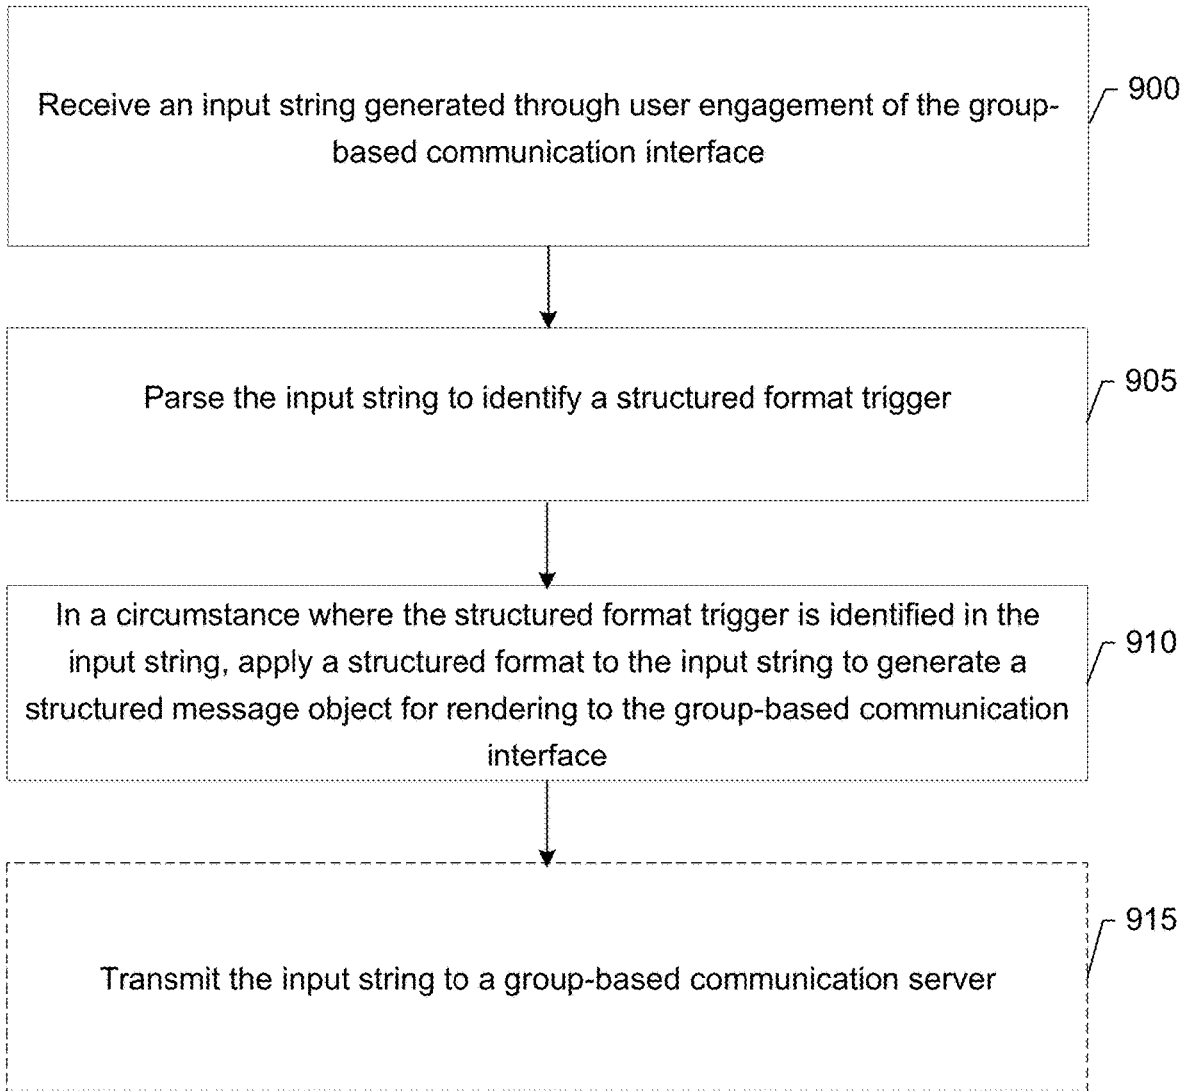 Receive an input string generated through user engagement of the group-
based communication interface
900
Parse the input string to identify a structured format trigger
905
In a circumstance where the structured format trigger is identified in the
input string, apply a structured format to the input string to generate a
structured message object for rendering to the group-based communication
interface
910
Transmit the input string to a group-based communication server
915